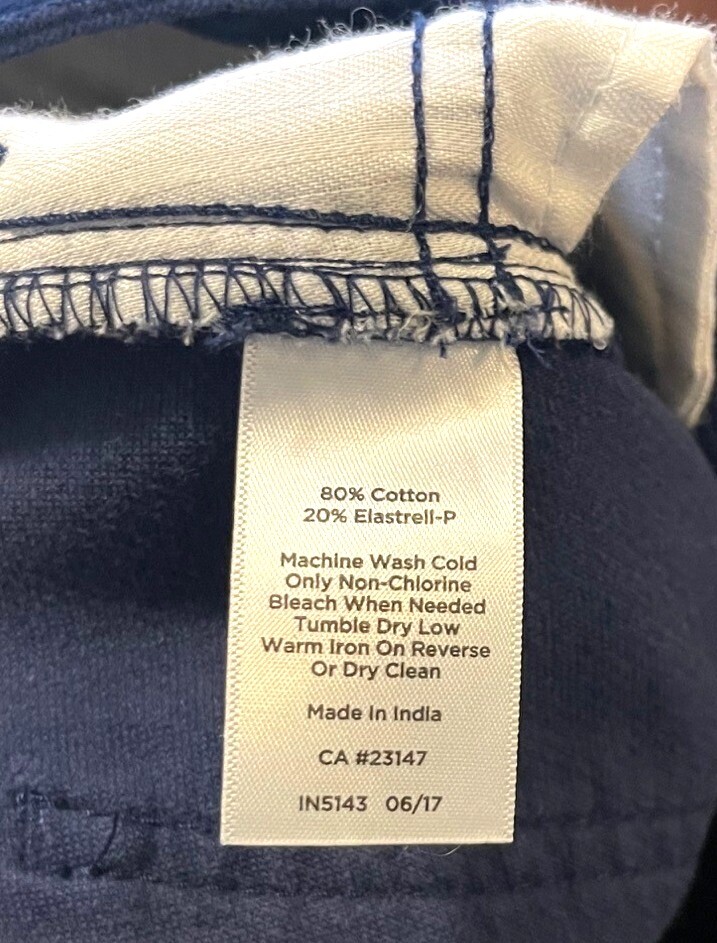 80% Cotton
20% Elastrell-P
Machine Wash Cold
Only Non-Chlorine
Bleach When Needed
Tumble Dry Low
Warm Iron On Reverse
Or Dry Clean
Made In India
CA #23147
IN5143 06/17